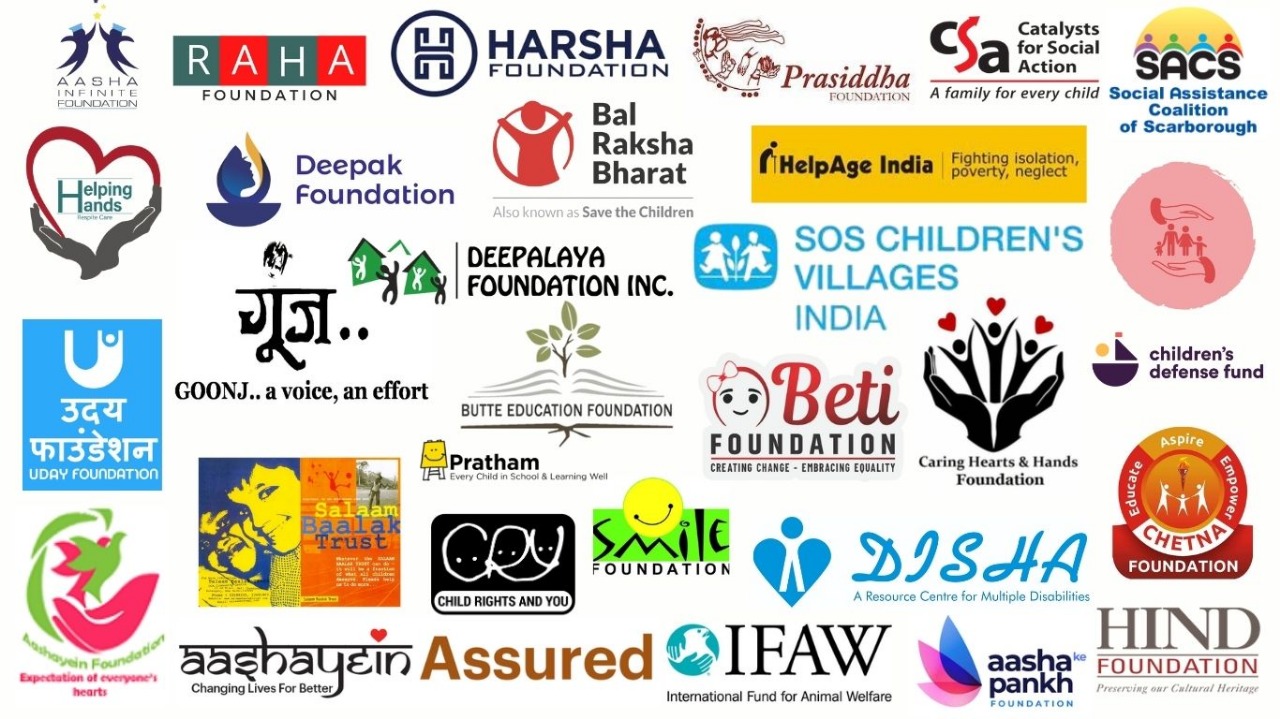 AASHA
INFINITE
FOUNDATION
RAHA
FOUNDATION
HARSHA
FOUNDATION
Prasiddha
FOUNDATION
CSa
Catalysts
for Social
Action
A family for every child
SACS
Social Assistance
Coalition
of Scarborough
Helping
Hands
Respite Care
Deepak
Foundation
Bal
Raksha
Bharat
Also known as Save the Children
HelpAge India
Fighting isolation,
poverty, neglect
गूंज..
GOONJ.. a voice, an effort
DEEPALAYA
FOUNDATION INC.
SOS CHILDREN'S
VILLAGES
INDIA
उदय
फाउंडेशन
UDAY FOUNDATION
BUTTE EDUCATION FOUNDATION
Beti
FOUNDATION
CREATING CHANGE - EMBRACING EQUALITY
Caring Hearts & Hands
Foundation
children's
defense fund
Pratham
Every Child in School & Learning Well
Salaam
Baalak
Trust
CRY
CHILD RIGHTS AND YOU
SMILE
FOUNDATION
DISHA
A Resource Centre for Multiple Disabilities
Educate
Aspire
Empower
CHETNA
FOUNDATION
Aashayein Foundation
Expectation of everyone's
hearts
aashayein
Changing Lives For Better
Assured
IFAW
International Fund for Animal Welfare
aasha ke
pankh
FOUNDATION
HIND
FOUNDATION
Preserving our Cultural Heritage